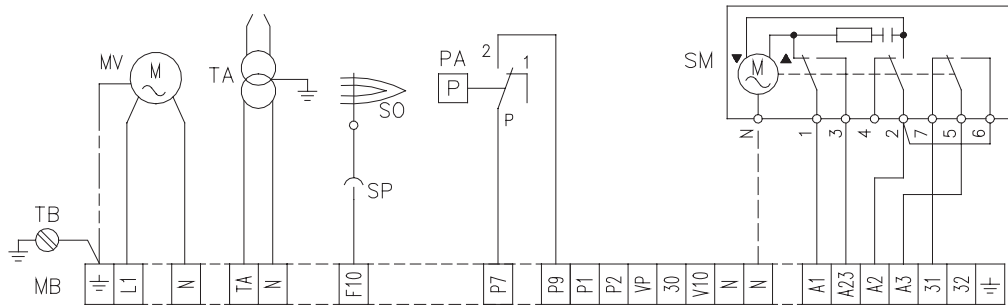 MV M
TA
PA 2 1
P
SO
P
SP
SM M
N 1 3 4 2 7 5 6
TB
MB L1 N TA N F10 P7 P9 P1 P2 VP 30 V10 N N A1 A23 A2 A3 31 32